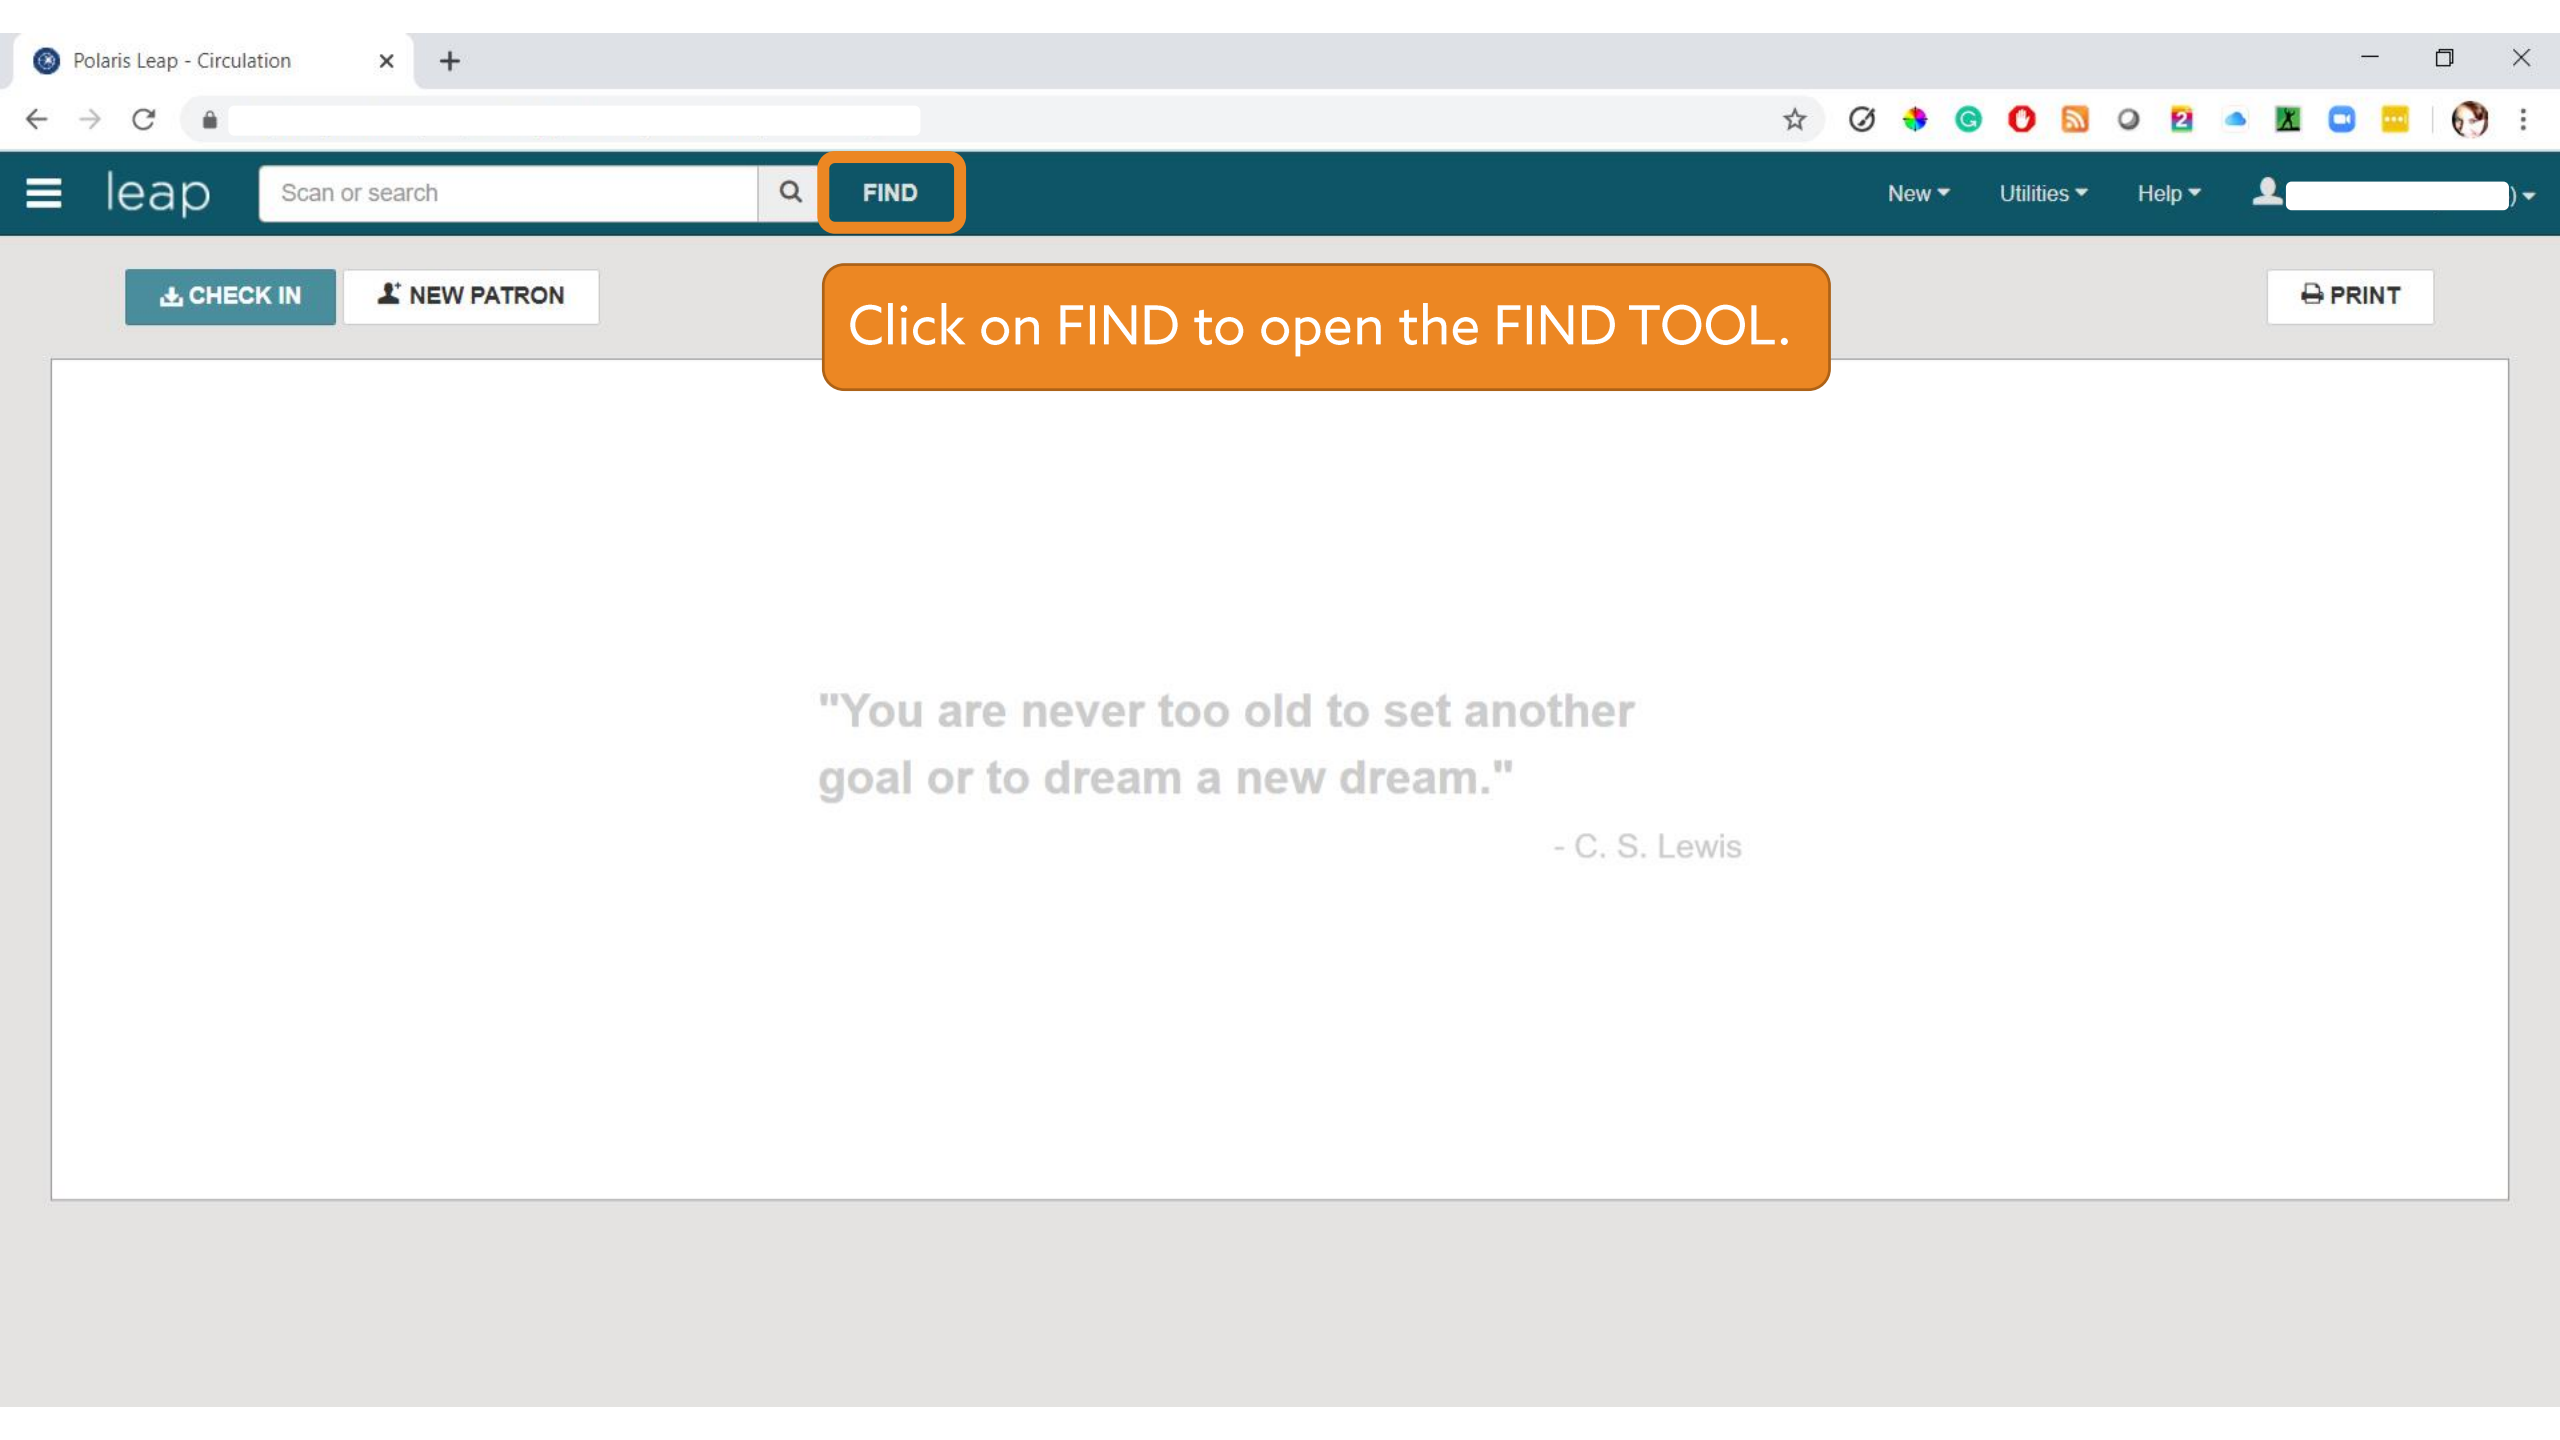 Polaris Leap - Circulation
leap
Scan or search
FIND
New
Utilities
Help
)
CHECK IN
NEW PATRON
Click on FIND to open the FIND TOOL.
PRINT
"You are never too old to set another
goal or to dream a new dream."
- C. S. Lewis